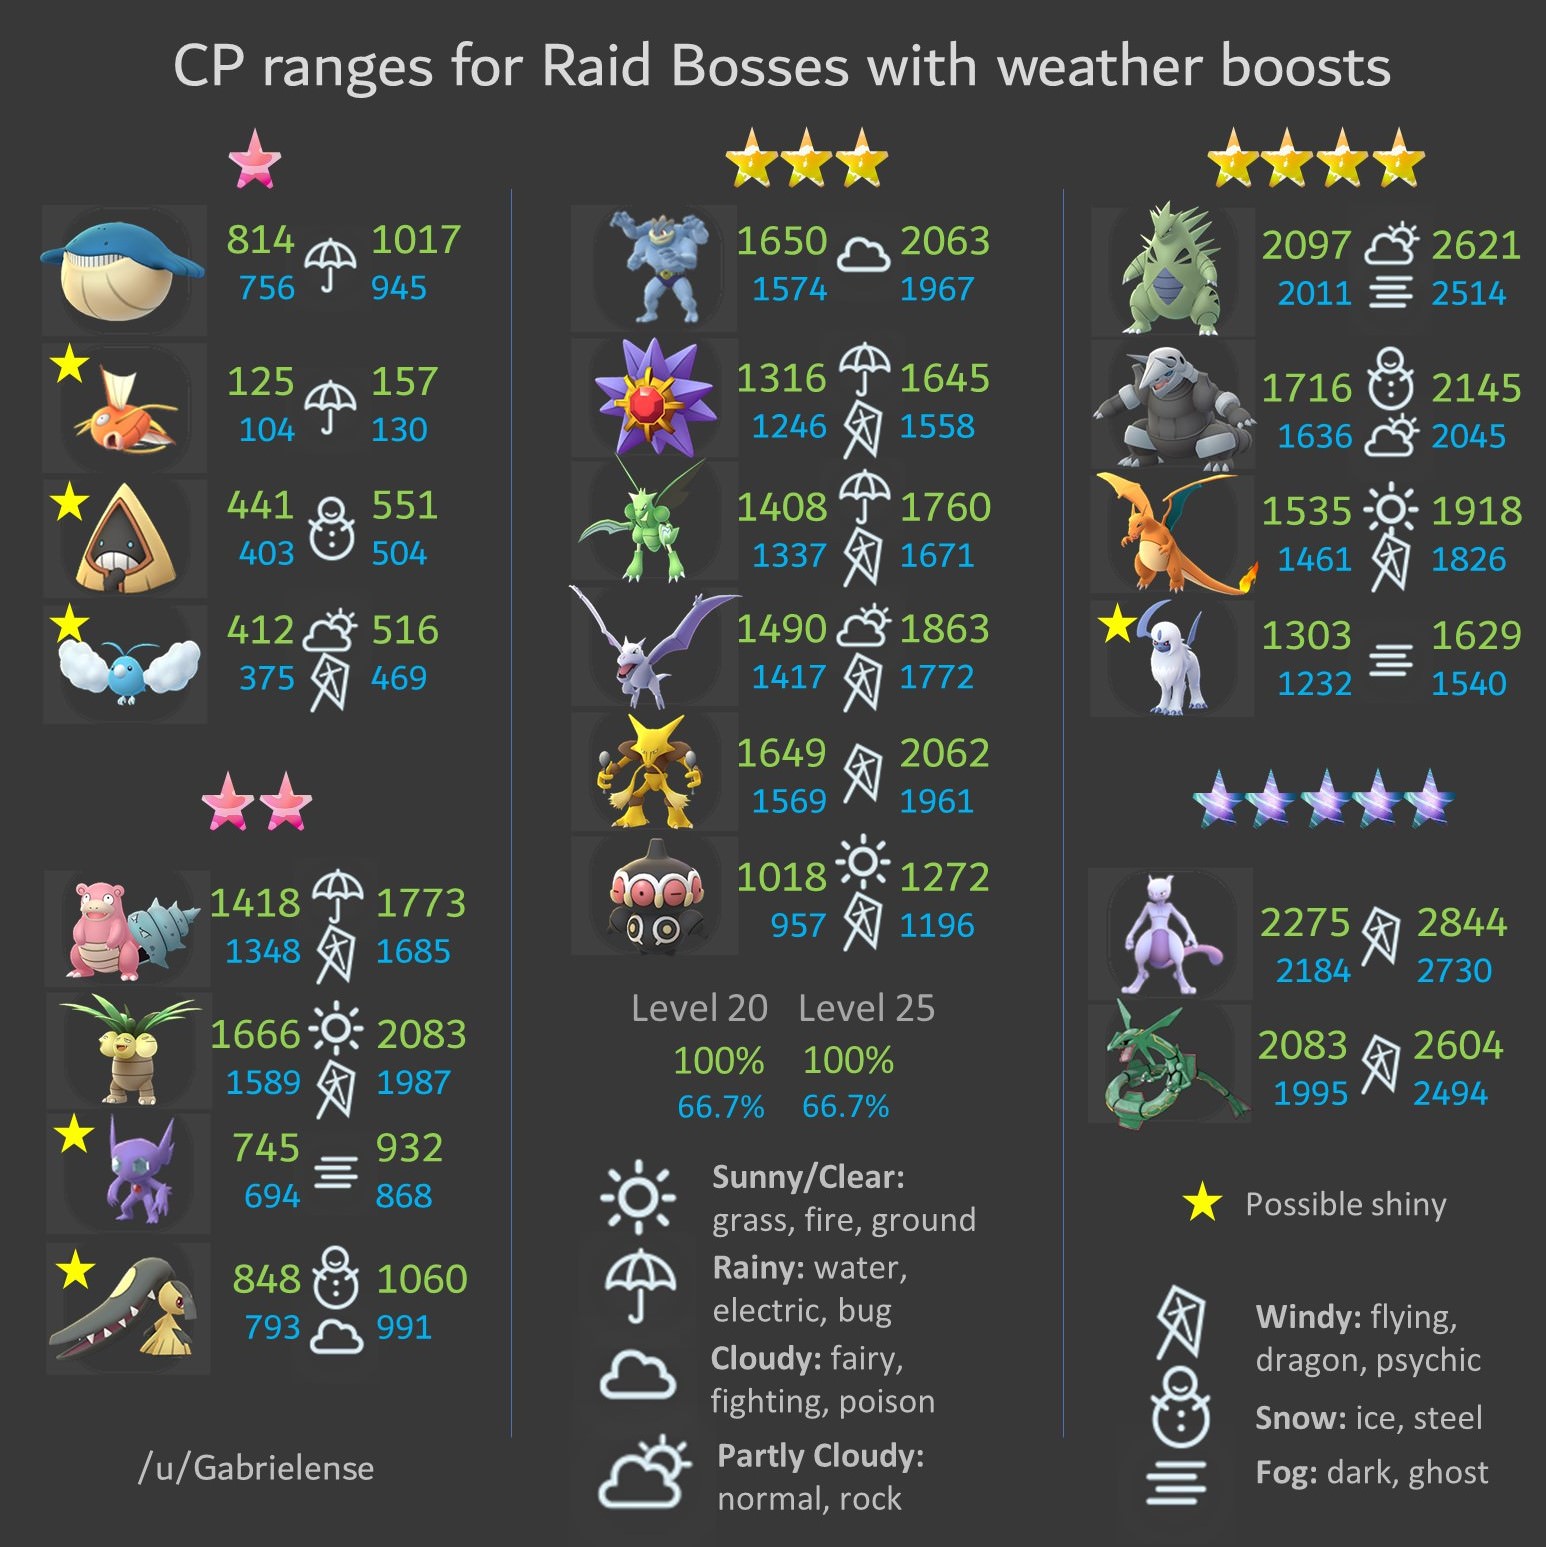 CP ranges for Raid Bosses with weather boosts
814 1017
756 945
125 157
104 130
441 551
403 504
412 516
375 469
1418 1773
1348 1685
1666 2083
1589 1987
745 932
694 868
848 1060
793 991
/u/Gabrielense
1650 2063
1574 1967
1316 1645
1246 1558
1408 1760
1337 1671
1490 1863
1417 1772
1649 2062
1569 1961
1018 1272
957 1196
Level 20 Level 25
100% 100%
66.7% 66.7%
Sunny/Clear:
grass, fire, ground
Rainy: water,
electric, bug
Cloudy: fairy,
fighting, poison
Partly Cloudy:
normal, rock
2097 2621
2011 2514
1716 2145
1636 2045
1535 1918
1461 1826
1303 1629
1232 1540
2275 2844
2184 2730
2083 2604
1995 2494
Possible shiny
Windy: flying,
dragon, psychic
Snow: ice, steel
Fog: dark, ghost